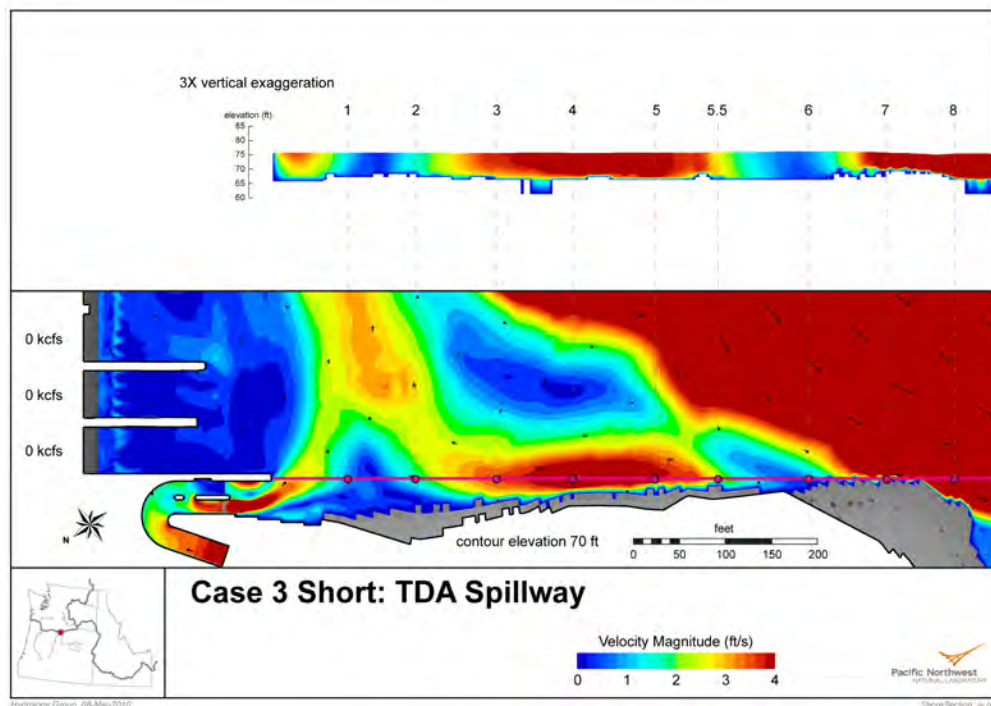 3X vertical exaggeration
1 2 3 4 5 5.5 6 7 8
elevation (ft)
85
80
75
70
65
60
0 kcfs
0 kcfs
0 kcfs
N
contour elevation 70 ft
feet
0 50 100 150 200
Case 3 Short: TDA Spillway
Velocity Magnitude (ft/s)
0 1 2 3 4
Pacific Northwest
NATIONAL LABORATORY